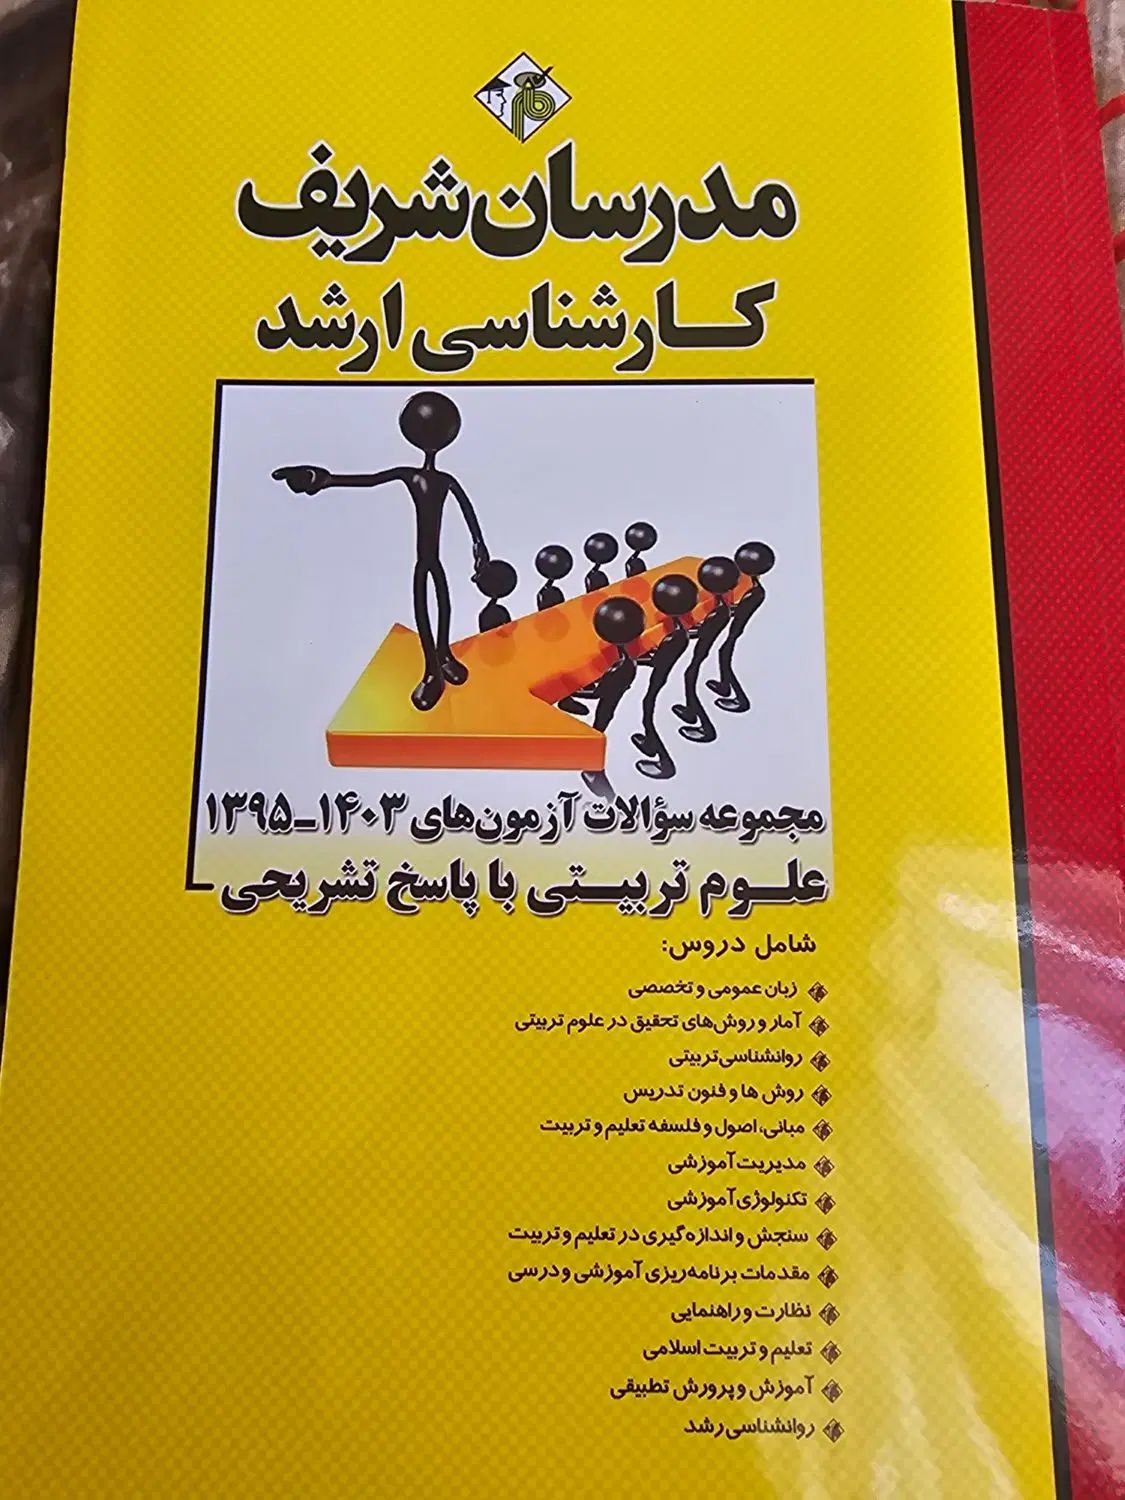 مدرسان شریف
کارشناسی ارشد
مجموعه سؤالات آزمون‌های ۱۴۰۳-۱۳۹۵
علوم تربیتی با پاسخ تشریحی
شامل دروس:
زبان عمومی و تخصصی
آمار و روش‌های تحقیق در علوم تربیتی
روانشناسی تربیتی
روش ها و فنون تدریس
مبانی، اصول و فلسفه تعلیم و تربیت
مدیریت آموزشی
تکنولوژی آموزشی
سنجش و اندازه‌گیری در تعلیم و تربیت
مقدمات برنامه‌ریزی آموزشی و درسی
نظارت و راهنمایی
تعلیم و تربیت اسلامی
آموزش و پرورش تطبیقی
روانشناسی رشد